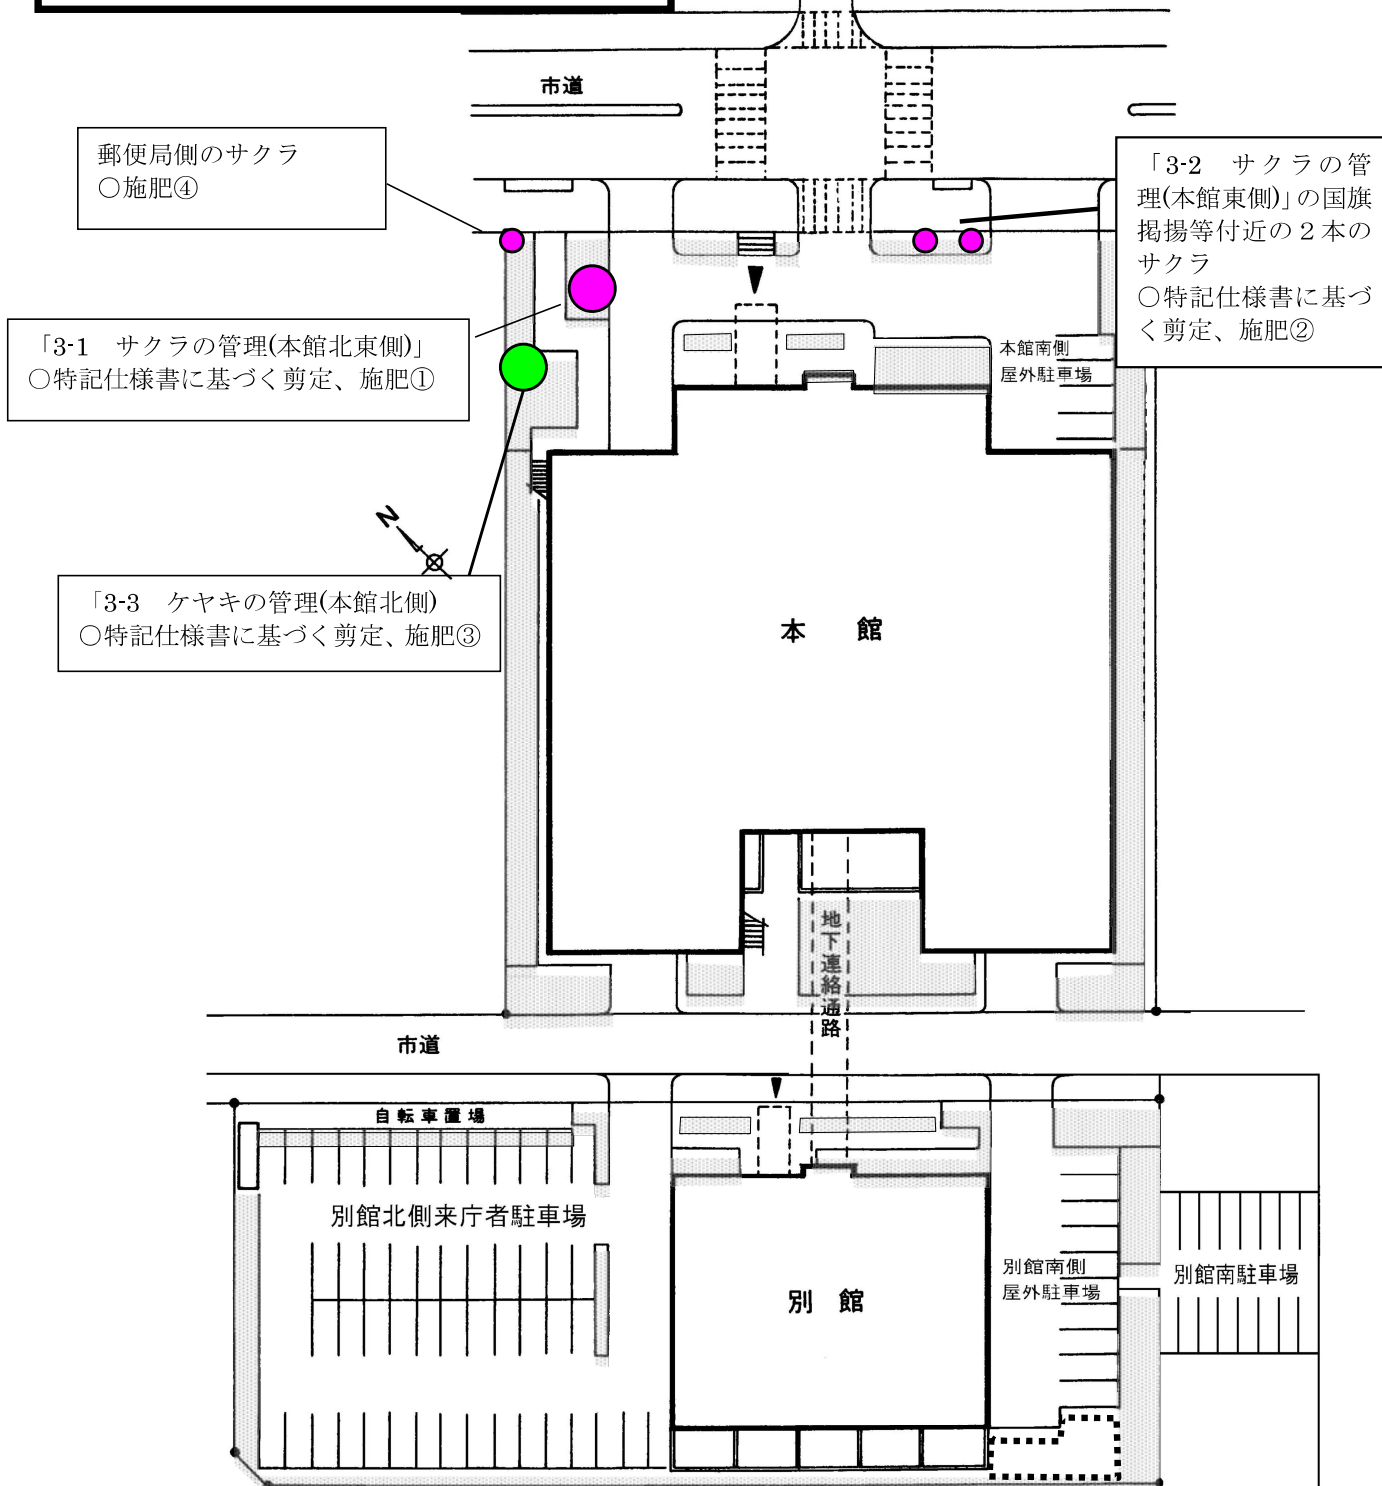 市道
郵便局側のサクラ
○施肥④
「3-2　サクラの管
理(本館東側)」の国旗
掲揚等付近の２本の
サクラ
○特記仕様書に基づ
く剪定、施肥②
「3-1　サクラの管理(本館北東側)」
○特記仕様書に基づく剪定、施肥①
本館南側
屋外駐車場
N
「3-3　ケヤキの管理(本館北側)
○特記仕様書に基づく剪定、施肥③
本　館
地下連絡通路
市道
自転車置場
別館北側来庁者駐車場
別館南側
屋外駐車場
別館南駐車場
別　館